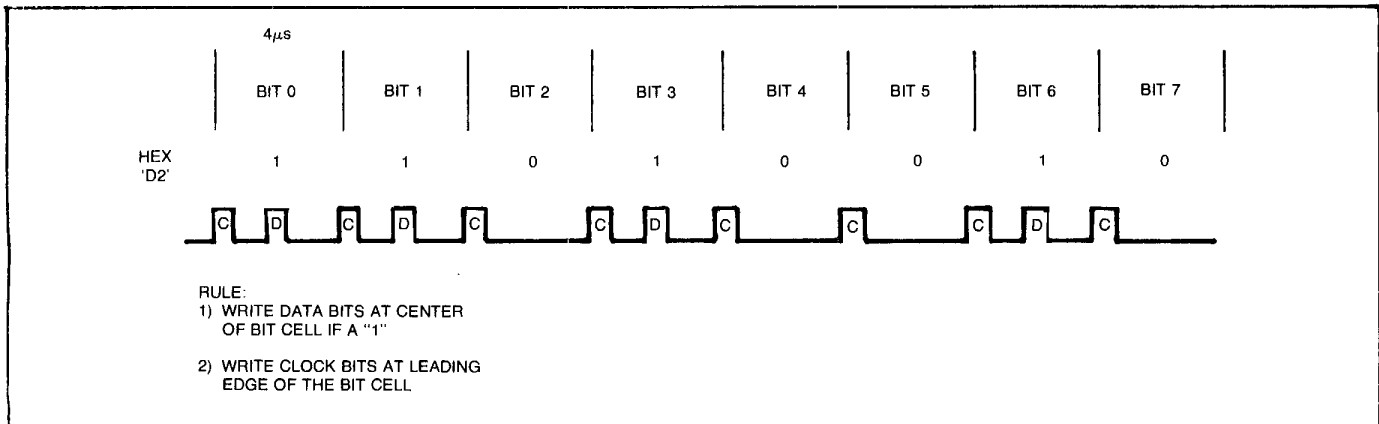 4μs
BIT 0 BIT 1 BIT 2 BIT 3 BIT 4 BIT 5 BIT 6 BIT 7
HEX 'D2' 1 1 0 1 0 0 1 0
C D C D C C D C C C D C
RULE:
1) WRITE DATA BITS AT CENTER
OF BIT CELL IF A "1"
2) WRITE CLOCK BITS AT LEADING
EDGE OF THE BIT CELL